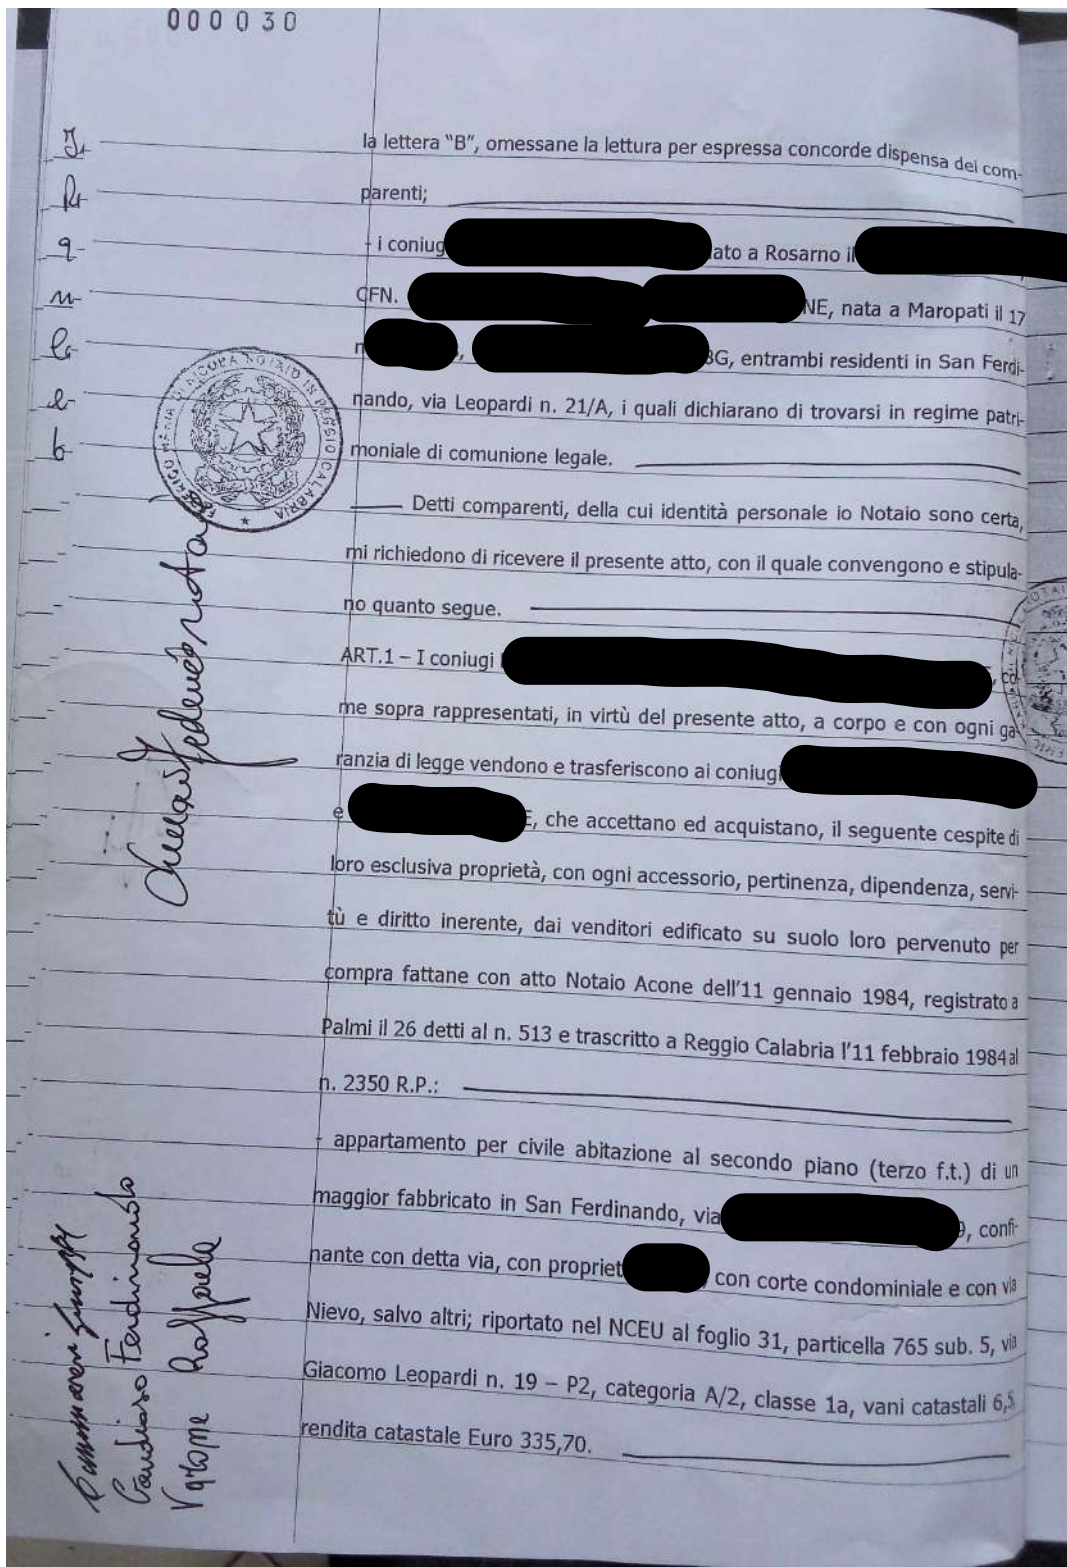 000030
la lettera "B", omessane la lettura per espressa concorde dispensa dei com-
parenti;
- i coniug ato a Rosarno il
CFN. NE, nata a Maropati il 17
BG, entrambi residenti in San Ferdi-
nando, via Leopardi n. 21/A, i quali dichiarano di trovarsi in regime patri-
moniale di comunione legale.
Detti comparenti, della cui identità personale io Notaio sono certa,
mi richiedono di ricevere il presente atto, con il quale convengono e stipula-
no quanto segue.
ART.1 – I coniugi , co-
me sopra rappresentati, in virtù del presente atto, a corpo e con ogni ga-
ranzia di legge vendono e trasferiscono ai coniugi
e E, che accettano ed acquistano, il seguente cespite di
loro esclusiva proprietà, con ogni accessorio, pertinenza, dipendenza, servi-
tù e diritto inerente, dai venditori edificato su suolo loro pervenuto per
compra fattane con atto Notaio Acone dell'11 gennaio 1984, registrato a
Palmi il 26 detti al n. 513 e trascritto a Reggio Calabria l'11 febbraio 1984 al
n. 2350 R.P.:
- appartamento per civile abitazione al secondo piano (terzo f.t.) di un
maggior fabbricato in San Ferdinando, via 9, confi-
nante con detta via, con propriet , con corte condominiale e con via
Nievo, salvo altri; riportato nel NCEU al foglio 31, particella 765 sub. 5, via
Giacomo Leopardi n. 19 – P2, categoria A/2, classe 1a, vani catastali 6,5,
rendita catastale Euro 335,70.
NOTAIO IN REGGIO CALABRIA
Ferdinando
Raffaela